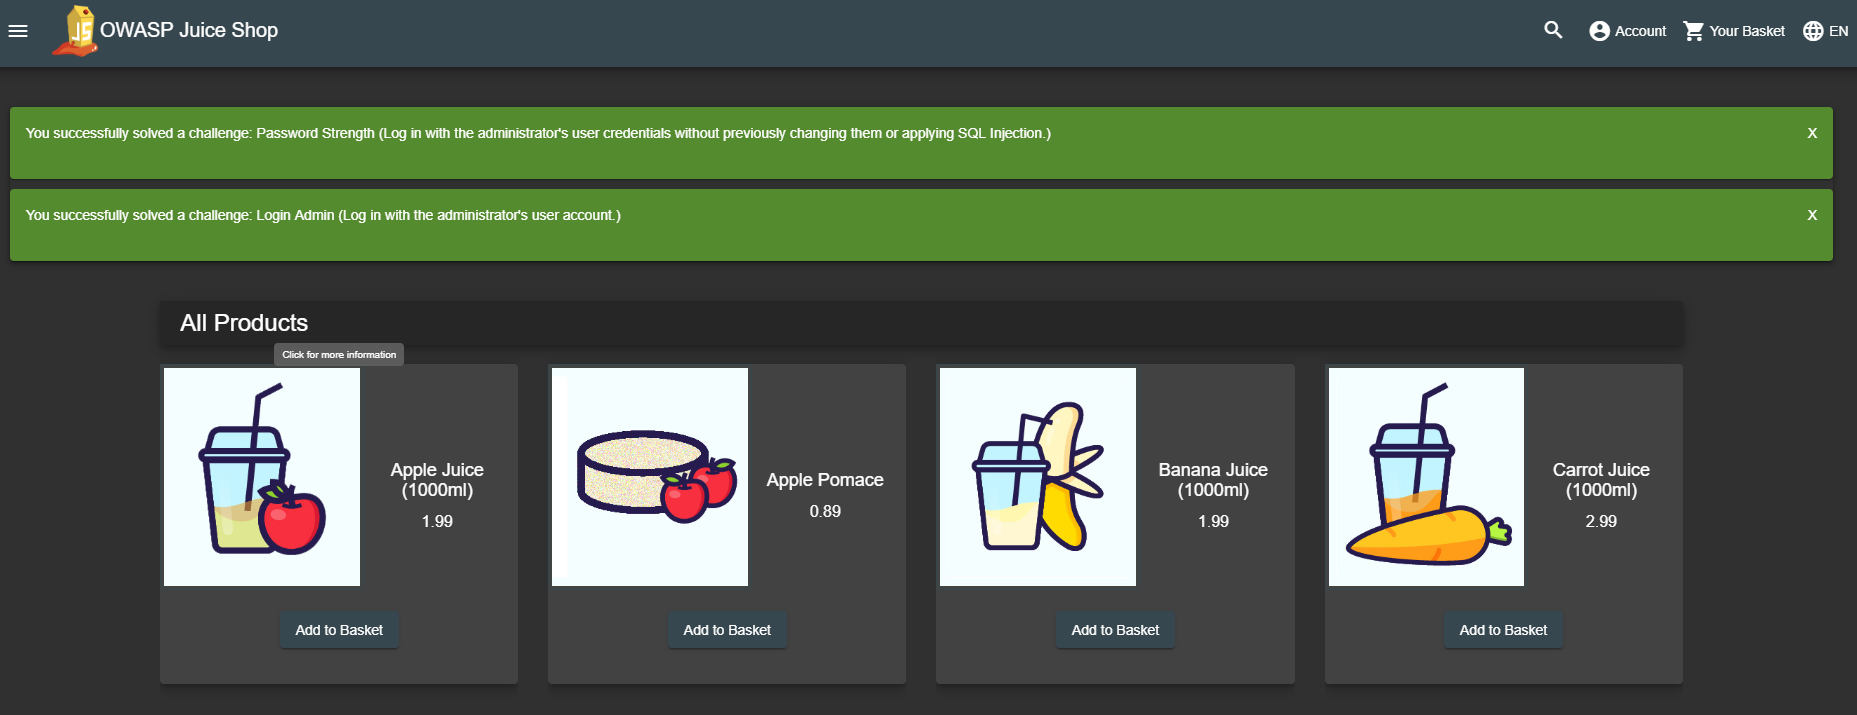 OWASP Juice Shop
Account
Your Basket
EN
You successfully solved a challenge: Password Strength (Log in with the administrator's user credentials without previously changing them or applying SQL Injection.)
X
You successfully solved a challenge: Login Admin (Log in with the administrator's user account.)
X
All Products
Click for more information
Apple Juice
(1000ml)
1.99
Add to Basket
Apple Pomace
0.89
Add to Basket
Banana Juice
(1000ml)
1.99
Add to Basket
Carrot Juice
(1000ml)
2.99
Add to Basket